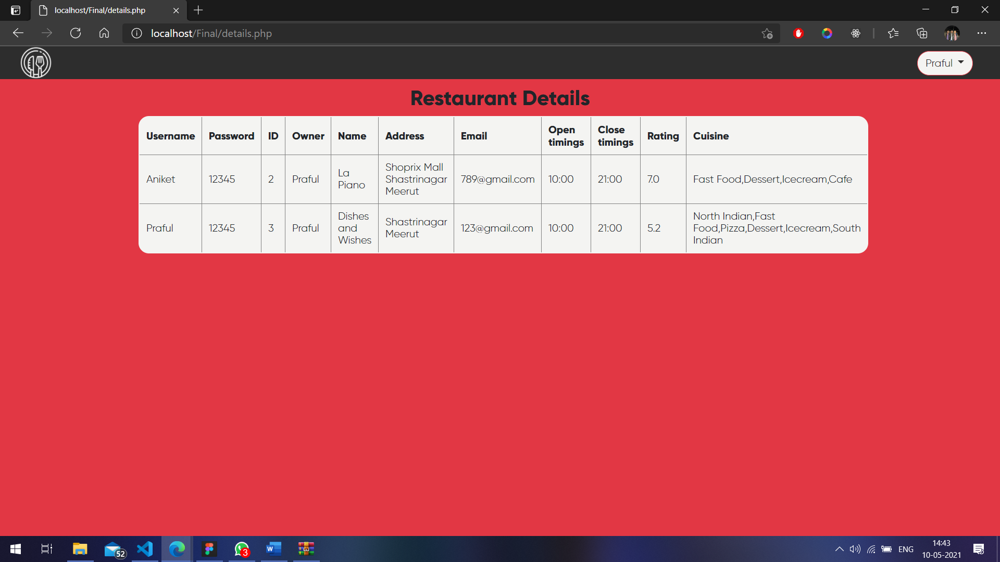 localhost/Final/details.php
localhost/Final/details.php
Praful
Restaurant Details
Username Password ID Owner Name Address Email Open timings Close timings Rating Cuisine
Aniket 12345 2 Praful La Piano Shoprix Mall Shastrinagar Meerut 789@gmail.com 10:00 21:00 7.0 Fast Food,Dessert,Icecream,Cafe
Praful 12345 3 Praful Dishes and Wishes Shastrinagar Meerut 123@gmail.com 10:00 21:00 5.2 North Indian,Fast Food,Pizza,Dessert,Icecream,South Indian
52
3
W
ENG
14:43
10-05-2021